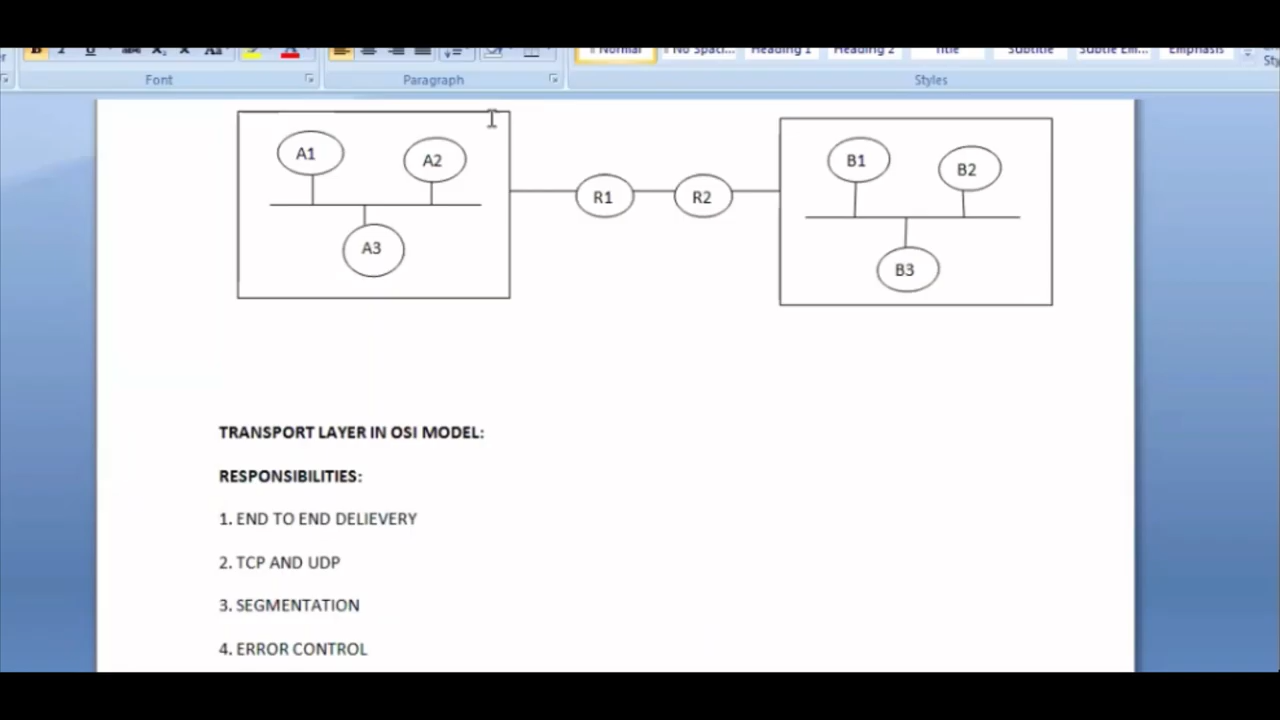 Font
Paragraph
Styles
A1
A2
A3
R1
R2
B1
B2
B3
TRANSPORT LAYER IN OSI MODEL:
RESPONSIBILITIES:
1. END TO END DELIEVERY
2. TCP AND UDP
3. SEGMENTATION
4. ERROR CONTROL